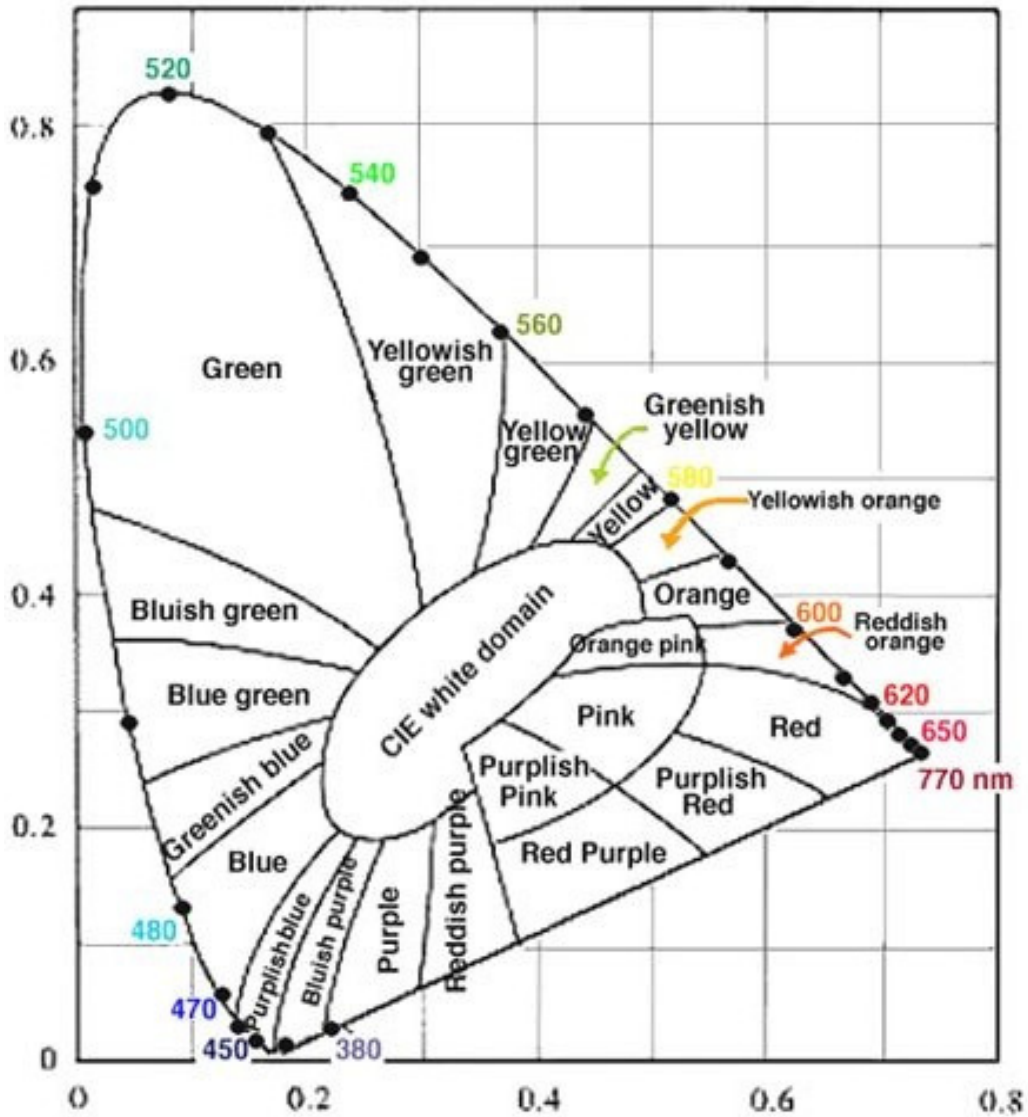 520
0.8
540
560
0.6
Green
Yellowish
green
Greenish
yellow
500
Yellow
green
580
Yellow
Yellowish orange
0.4
Bluish green
Orange
600
Reddish
orange
CIE white domain
Orange pink
Blue green
620
Pink
Red
650
Greenish blue
Purplish
Pink
Purplish
Red
770 nm
0.2
Blue
Red Purple
480
Purplish blue
Bluish purple
Purple
Reddish purple
470
450
380
0
0
0.2
0.4
0.6
0.8